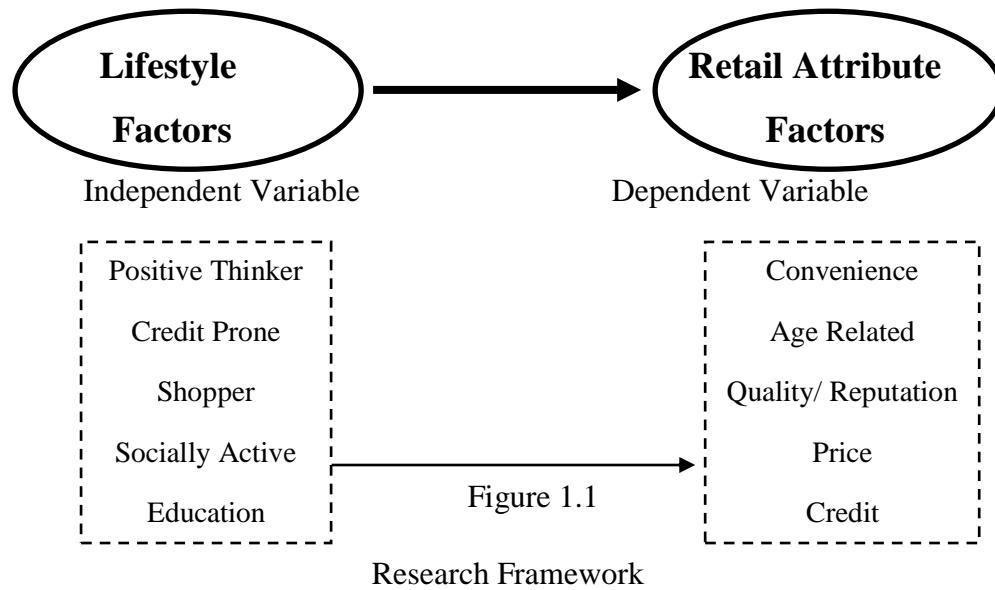 Lifestyle
Factors
Retail Attribute
Factors
Independent Variable
Dependent Variable
Positive Thinker
Credit Prone
Shopper
Socially Active
Education
Convenience
Age Related
Quality/ Reputation
Price
Credit
Figure 1.1
Research Framework